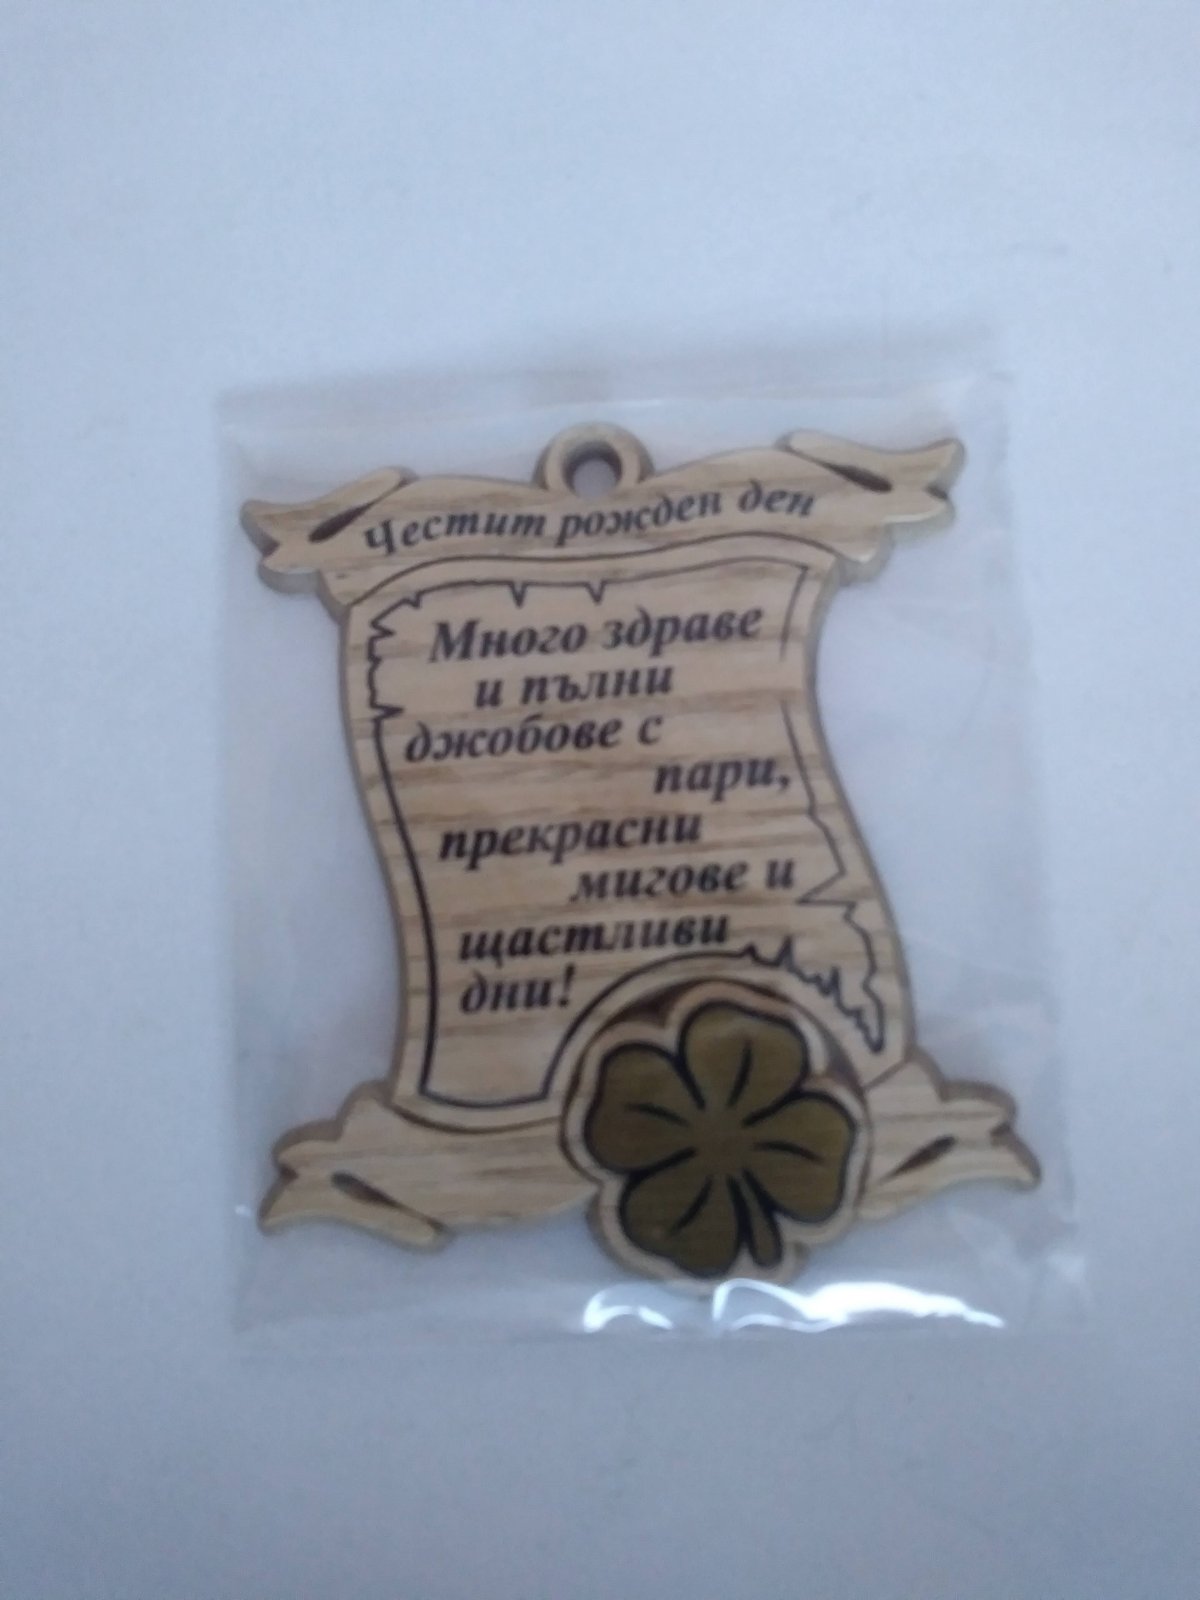 Честит рожден ден
Много здраве
и пълни
джобове с
пари,
прекрасни
мигове и
щастливи
дни!